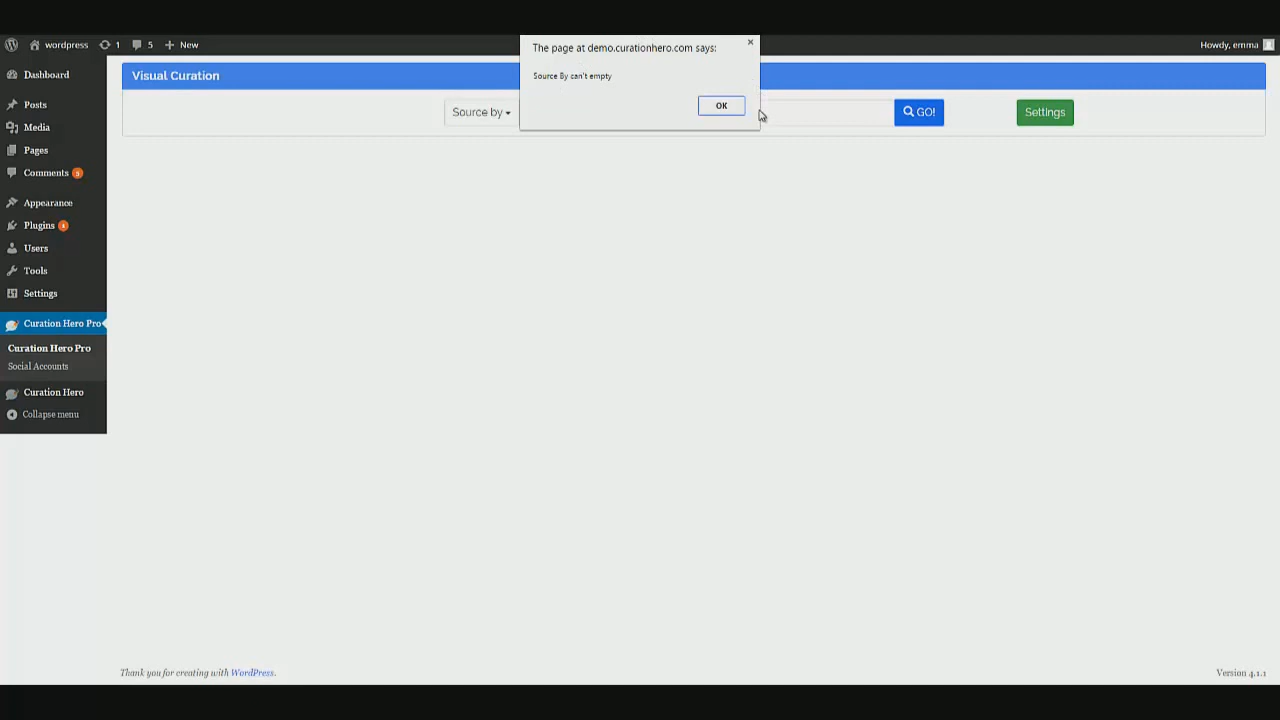 wordpress 1 5 New
Howdy, emma
The page at demo.curationhero.com says:
Source By can't empty
OK
Visual Curation
Source by
GO!
Settings
Dashboard
Posts
Media
Pages
Comments 5
Appearance
Plugins 1
Users
Tools
Settings
Curation Hero Pro
Curation Hero Pro
Social Accounts
Curation Hero
Collapse menu
Thank you for creating with WordPress.
Version 4.1.1